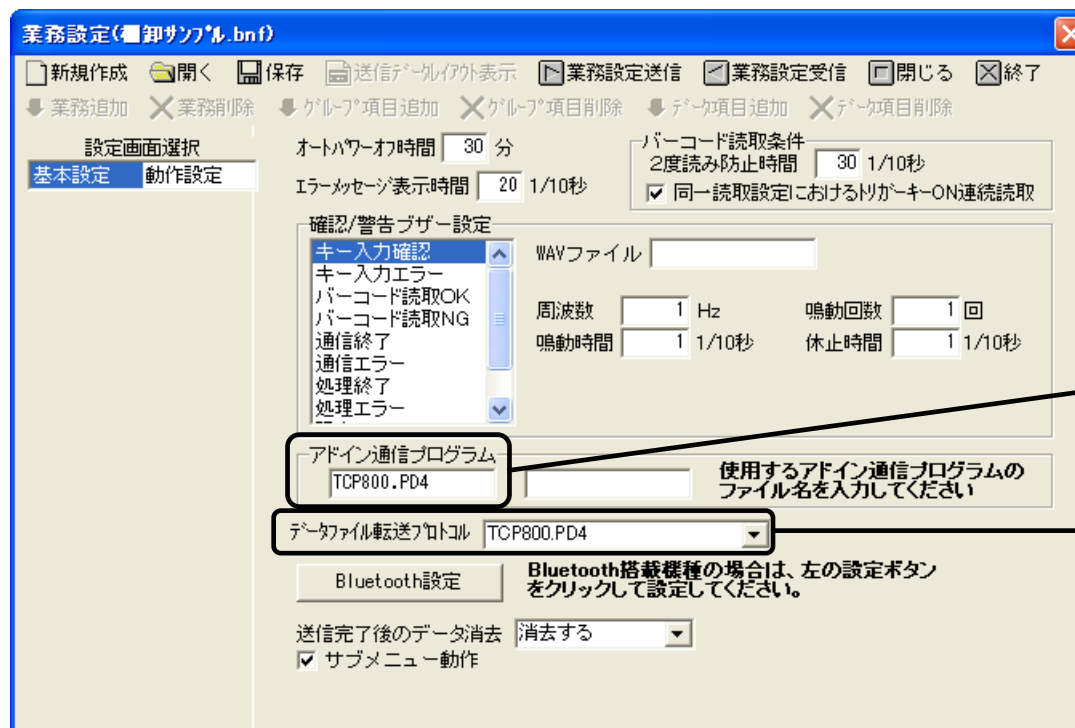 業務設定(棚卸サンプル.bnf)
新規作成 開く 保存 送信データレイアウト表示 業務設定送信 業務設定受信 閉じる 終了
業務追加 業務削除 グループ項目追加 グループ項目削除 データ項目追加 データ項目削除
設定画面選択
基本設定 動作設定
オートパワーオフ時間 30 分
エラーメッセージ表示時間 20 1/10秒
バーコード読取条件
2度読み防止時間 30 1/10秒
同一読取設定におけるトリガーキーON連続読取
確認/警告ブザー設定
キー入力確認
キー入力エラー
バーコード読取OK
バーコード読取NG
通信終了
通信エラー
処理終了
処理エラー
WAVファイル
周波数 1 Hz 鳴動回数 1 回
鳴動時間 1 1/10秒 休止時間 1 1/10秒
アドイン通信プログラム
TCP800.PD4
使用するアドイン通信プログラムの
ファイル名を入力してください
データファイル転送プロトコル TCP800.PD4
Bluetooth設定
Bluetooth搭載機種の場合は、左の設定ボタン
をクリックして設定してください。
送信完了後のデータ消去 消去する
サブメニュー動作